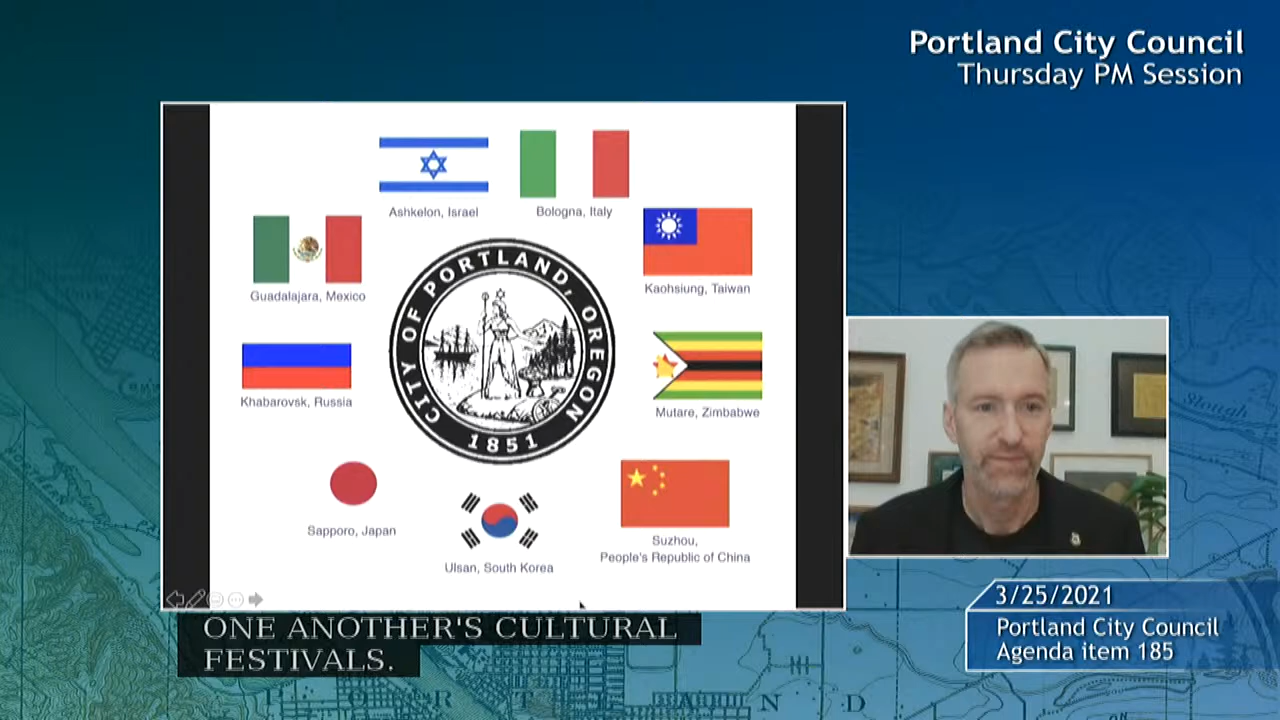 Portland City Council
Thursday PM Session
Ashkelon, Israel
Bologna, Italy
Guadalajara, Mexico
Kaohsiung, Taiwan
CITY OF PORTLAND, OREGON
1851
Khabarovsk, Russia
Mutare, Zimbabwe
Sapporo, Japan
Ulsan, South Korea
Suzhou,
People's Republic of China
Slough
ONE ANOTHER'S CULTURAL
FESTIVALS.
3/25/2021
Portland City Council
Agenda item 185
P O R T L A N D